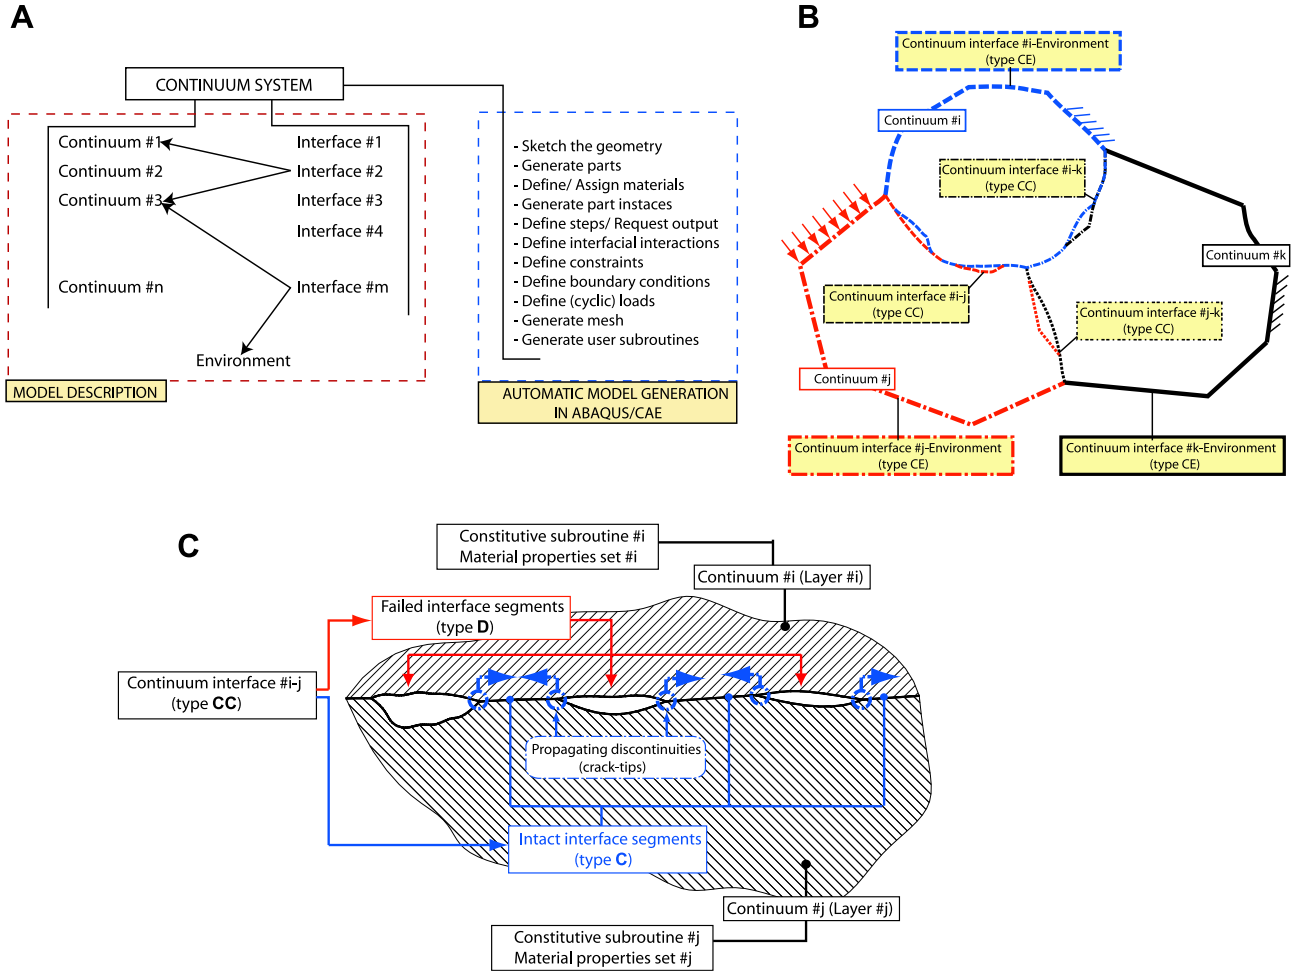 A
CONTINUUM SYSTEM
Continuum #1
Continuum #2
Continuum #3
Continuum #n
Interface #1
Interface #2
Interface #3
Interface #4
Interface #m
Environment
MODEL DESCRIPTION
- Sketch the geometry
- Generate parts
- Define/ Assign materials
- Generate part instaces
- Define steps/ Request output
- Define interfacial interactions
- Define constraints
- Define boundary conditions
- Define (cyclic) loads
- Generate mesh
- Generate user subroutines
AUTOMATIC MODEL GENERATION
IN ABAQUS/CAE
B
Continuum interface #i-Environment
(type CE)
Continuum #i
Continuum interface #i-k
(type CC)
Continuum #k
Continuum interface #i-j
(type CC)
Continuum interface #j-k
(type CC)
Continuum #j
Continuum interface #j-Environment
(type CE)
Continuum interface #k-Environment
(type CE)
C
Constitutive subroutine #i
Material properties set #i
Continuum #i (Layer #i)
Failed interface segments
(type D)
Continuum interface #i-j
(type CC)
Propagating discontinuities
(crack-tips)
Intact interface segments
(type C)
Continuum #j (Layer #j)
Constitutive subroutine #j
Material properties set #j